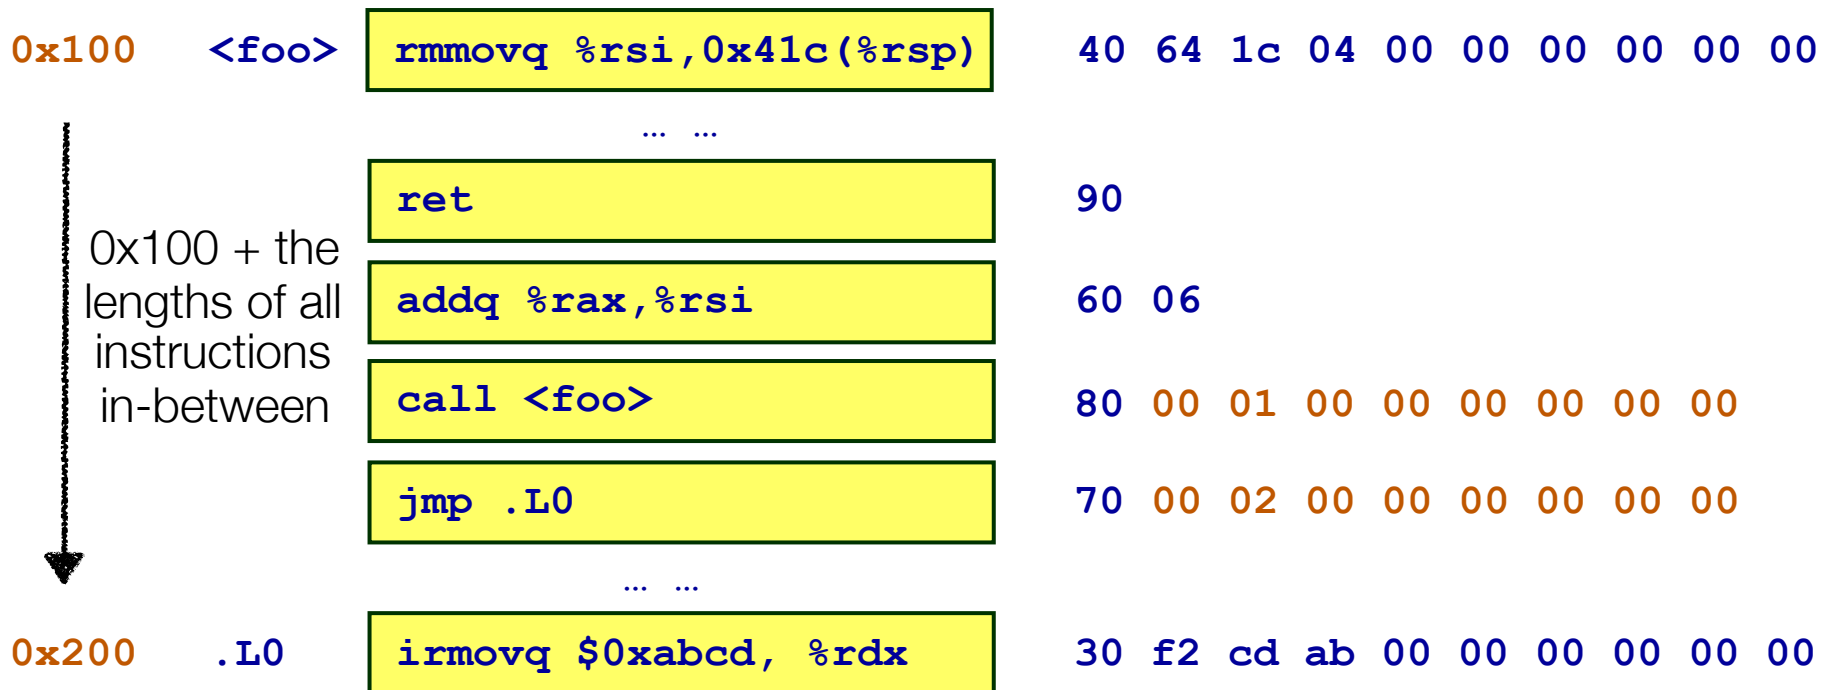 0x100 <foo> rmmovq %rsi,0x41c(%rsp) 40 64 1c 04 00 00 00 00 00 00
… …
ret 90
0x100 + the
lengths of all
instructions
in-between
addq %rax,%rsi 60 06
call <foo> 80 00 01 00 00 00 00 00 00
jmp .L0 70 00 02 00 00 00 00 00 00
… …
0x200 .L0 irmovq $0xabcd, %rdx 30 f2 cd ab 00 00 00 00 00 00